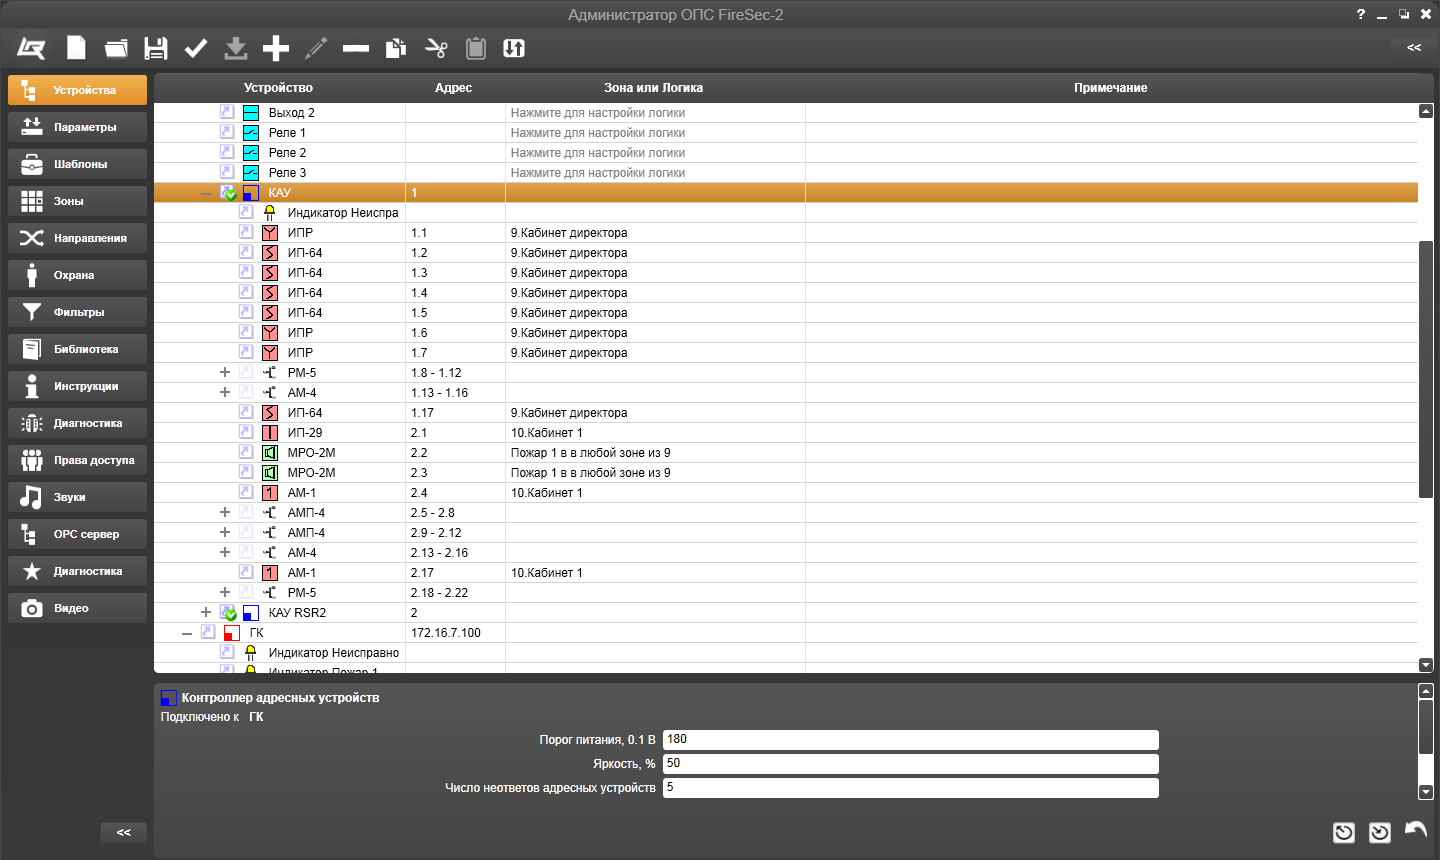 Администратор ОПС FireSec-2
?
<<
Устройства
Параметры
Шаблоны
Зоны
Направления
Охрана
Фильтры
Библиотека
Инструкции
Диагностика
Права доступа
Звуки
OPC сервер
Диагностика
Видео
<<
Устройство Адрес Зона или Логика Примечание
Выход 2 Нажмите для настройки логики
Реле 1 Нажмите для настройки логики
Реле 2 Нажмите для настройки логики
Реле 3 Нажмите для настройки логики
КАУ 1
Индикатор Неиспра
ИПР 1.1 9.Кабинет директора
ИП-64 1.2 9.Кабинет директора
ИП-64 1.3 9.Кабинет директора
ИП-64 1.4 9.Кабинет директора
ИП-64 1.5 9.Кабинет директора
ИПР 1.6 9.Кабинет директора
ИПР 1.7 9.Кабинет директора
РМ-5 1.8 - 1.12
АМ-4 1.13 - 1.16
ИП-64 1.17 9.Кабинет директора
ИП-29 2.1 10.Кабинет 1
МРО-2М 2.2 Пожар 1 в в любой зоне из 9
МРО-2М 2.3 Пожар 1 в в любой зоне из 9
1 АМ-1 2.4 10.Кабинет 1
АМП-4 2.5 - 2.8
АМП-4 2.9 - 2.12
АМ-4 2.13 - 2.16
1 АМ-1 2.17 10.Кабинет 1
РМ-5 2.18 - 2.22
КАУ RSR2 2
ГК 172.16.7.100
Индикатор Неисправно
Индикатор Пожар 1
Контроллер адресных устройств
Подключено к ГК
Порог питания, 0.1 В 180
Яркость, % 50
Число неответов адресных устройств 5